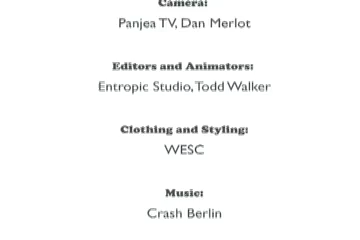 Camera:
Panjea TV, Dan Merlot
Editors and Animators:
Entropic Studio, Todd Walker
Clothing and Styling:
WESC
Music:
Crash Berlin